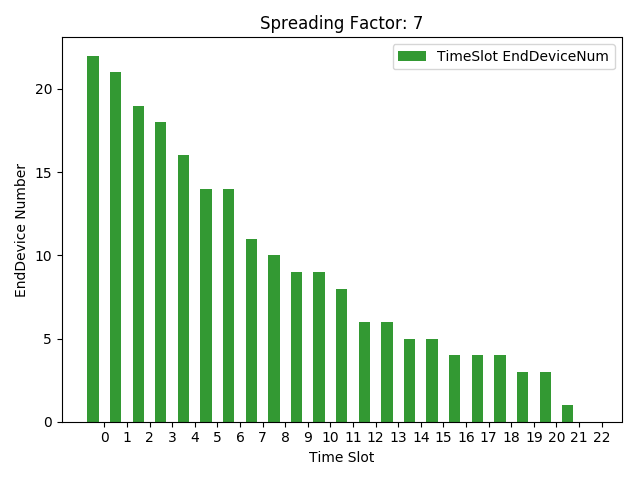 Spreading Factor: 7
TimeSlot EndDeviceNum
20
15
10
5
0
EndDevice Number
0 1 2 3 4 5 6 7 8 9 10 11 12 13 14 15 16 17 18 19 20 21 22
Time Slot